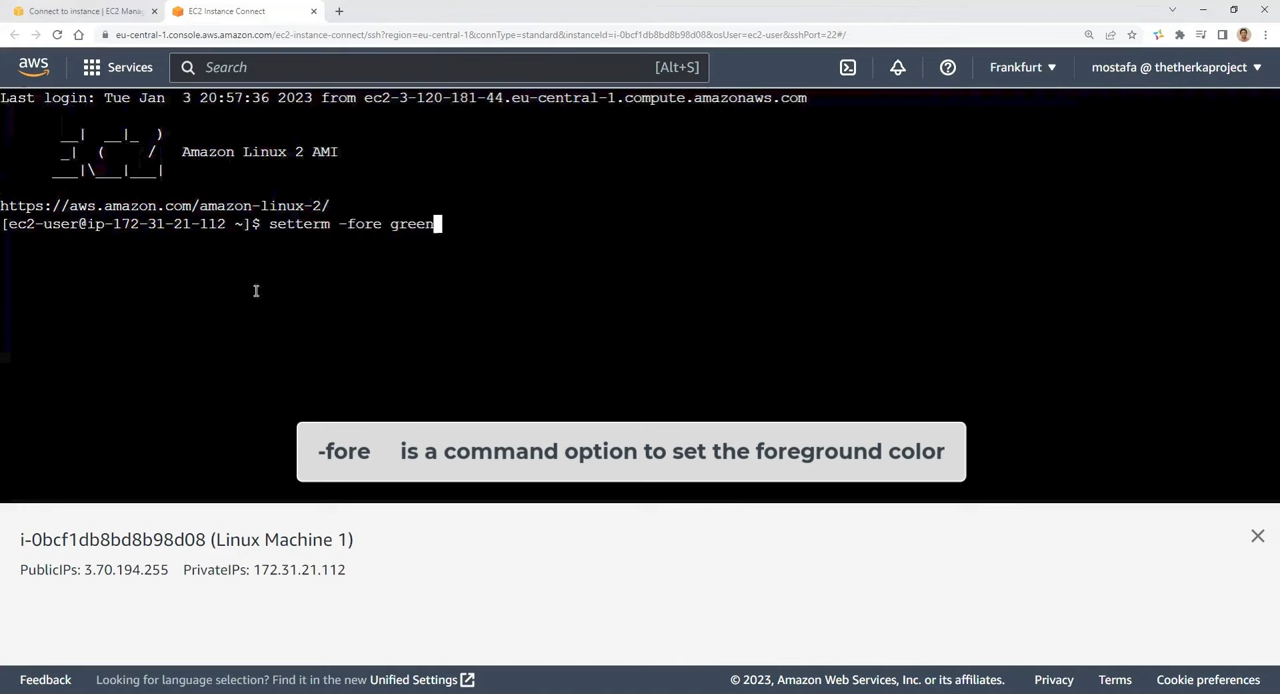 Connect to instance | EC2 Mana
EC2 Instance Connect
eu-central-1.console.aws.amazon.com/ec2-instance-connect/ssh?region=eu-central-1&connType=standard&instanceId=i-0bcf1db8bd8b98d08&osUser=ec2-user&sshPort=22#/
aws Services Search [Alt+S] Frankfurt mostafa @ thetherkaproject
Last login: Tue Jan  3 20:57:36 2023 from ec2-3-120-181-44.eu-central-1.compute.amazonaws.com
__|  __|_  )
_|  (     /   Amazon Linux 2 AMI
___|\___|___|
https://aws.amazon.com/amazon-linux-2/
[ec2-user@ip-172-31-21-112 ~]$ setterm -fore green
-fore is a command option to set the foreground color
i-0bcf1db8bd8b98d08 (Linux Machine 1)
PublicIPs: 3.70.194.255 PrivateIPs: 172.31.21.112
Feedback Looking for language selection? Find it in the new Unified Settings © 2023, Amazon Web Services, Inc. or its affiliates. Privacy Terms Cookie preferences